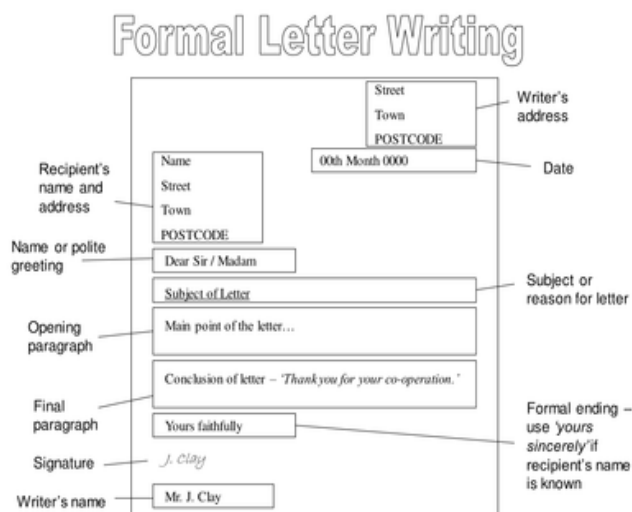 Formal Letter Writing
Street
Town
POSTCODE
Writer's
address
00th Month 0000
Date
Recipient's
name and
address
Name
Street
Town
POSTCODE
Name or polite
greeting
Dear Sir / Madam
Subject of Letter
Subject or
reason for letter
Opening
paragraph
Main point of the letter…
Final
paragraph
Conclusion of letter – 'Thank you for your co-operation.'
Yours faithfully
Formal ending –
use 'yours
sincerely' if
recipient's name
is known
Signature
J. Clay
Writer's name
Mr. J. Clay